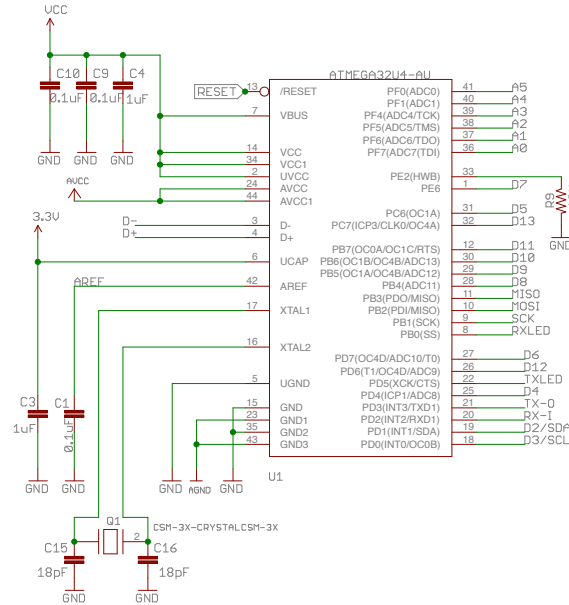 VCC
C10
C9
C4
0.1uF
0.1uF
1uF
GND
GND
GND
AVCC
3.3V
D-
D+
AREF
C3
1uF
C1
0.1uF
GND
GND
GND
AGND
GND
RESET
ATMEGA32U4-AU
13 /RESET
7 VBUS
14 VCC
34 VCC1
2 UVCC
24 AVCC
44 AVCC1
3 D-
4 D+
6 UCAP
42 AREF
17 XTAL1
16 XTAL2
5 UGND
15 GND
23 GND1
35 GND2
43 GND3
U1
PF0(ADC0) 41 A5
PF1(ADC1) 40 A4
PF4(ADC4/TCK) 39 A3
PF5(ADC5/TMS) 38 A2
PF6(ADC6/TDO) 37 A1
PF7(ADC7(TDI) 36 A0
PE2(HWB) 33
PE6 1 D7
R9
GND
PC6(OC1A) 31 D5
PC7(ICP3/CLK0/OC4A) 32 D13
PB7(OC0A/OC1C/RTS) 12 D11
PB6(OC1B/OC4B/ADC13) 30 D10
PB5(OC1A/OC4B/ADC12) 29 D9
PB4(ADC11) 28 D8
PB3(PDO/MISO) 11 MISO
PB2(PDI/MISO) 10 MOSI
PB1(SCK) 9 SCK
PB0(SS) 8 RXLED
PD7(OC4D/ADC10/T0) 27 D6
PD6(T1/OC4D/ADC9) 26 D12
PD5(XCK/CTS) 22 TXLED
PD4(ICP1/ADC8) 25 D4
PD3(INT3/TXD1) 21 TX-O
PD2(INT2/RXD1) 20 RX-I
PD1(INT1/SDA) 19 D2/SDA
PD0(INT0/OC0B) 18 D3/SCL
Q1
CSM-3X-CRYSTALCSM-3X
1
2
C15
18pF
C16
18pF
GND
GND